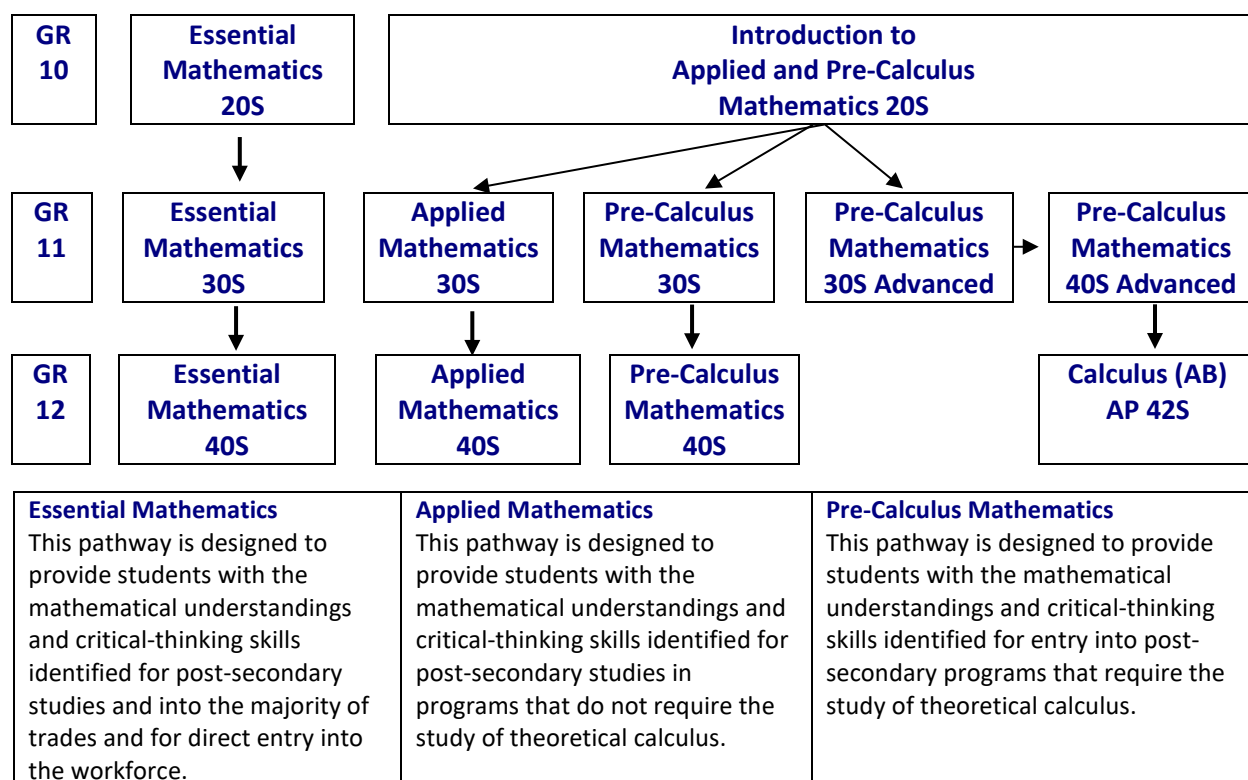 GR
10
Essential
Mathematics
20S
Introduction to
Applied and Pre-Calculus
Mathematics 20S
GR
11
Essential
Mathematics
30S
Applied
Mathematics
30S
Pre-Calculus
Mathematics
30S
Pre-Calculus
Mathematics
30S Advanced
Pre-Calculus
Mathematics
40S Advanced
GR
12
Essential
Mathematics
40S
Applied
Mathematics
40S
Pre-Calculus
Mathematics
40S
Calculus (AB)
AP 42S
Essential Mathematics
This pathway is designed to
provide students with the
mathematical understandings
and critical-thinking skills
identified for post-secondary
studies and into the majority of
trades and for direct entry into
the workforce.
Applied Mathematics
This pathway is designed to
provide students with the
mathematical understandings and
critical-thinking skills identified for
post-secondary studies in
programs that do not require the
study of theoretical calculus.
Pre-Calculus Mathematics
This pathway is designed to provide
students with the mathematical
understandings and critical-thinking
skills identified for entry into post-
secondary programs that require the
study of theoretical calculus.